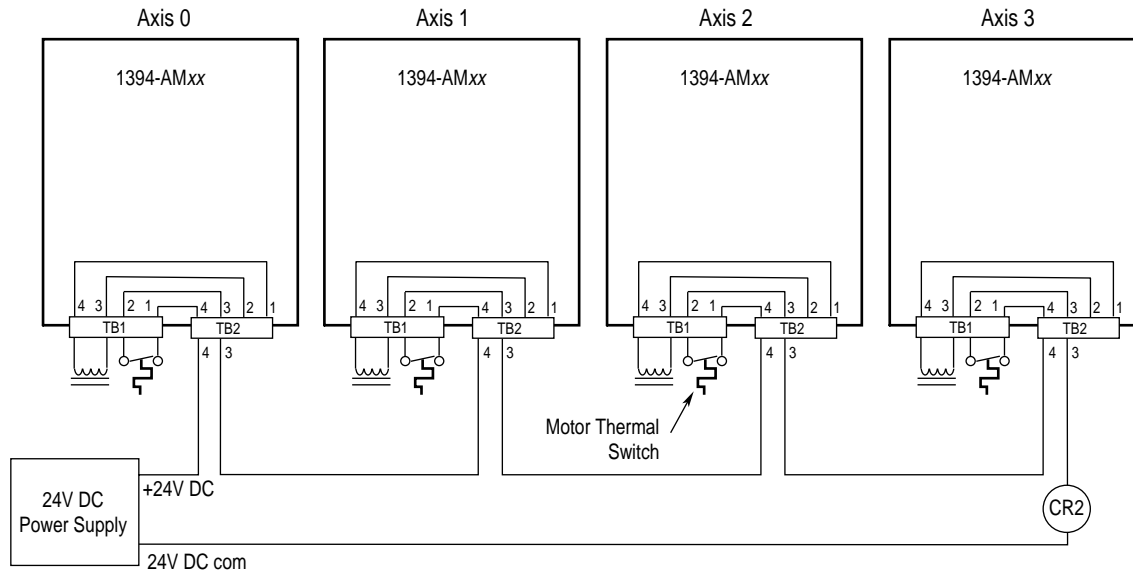 Axis 0 Axis 1 Axis 2 Axis 3
1394-AMxx 1394-AMxx 1394-AMxx 1394-AMxx
4 3 2 1 4 3 2 1 4 3 2 1 4 3 2 1 4 3 2 1 4 3 2 1 4 3 2 1 4 3 2 1
TB1 TB2 TB1 TB2 TB1 TB2 TB1 TB2
4 3 4 3 4 3 4 3
Motor Thermal
Switch
24V DC
Power Supply
+24V DC
CR2
24V DC com